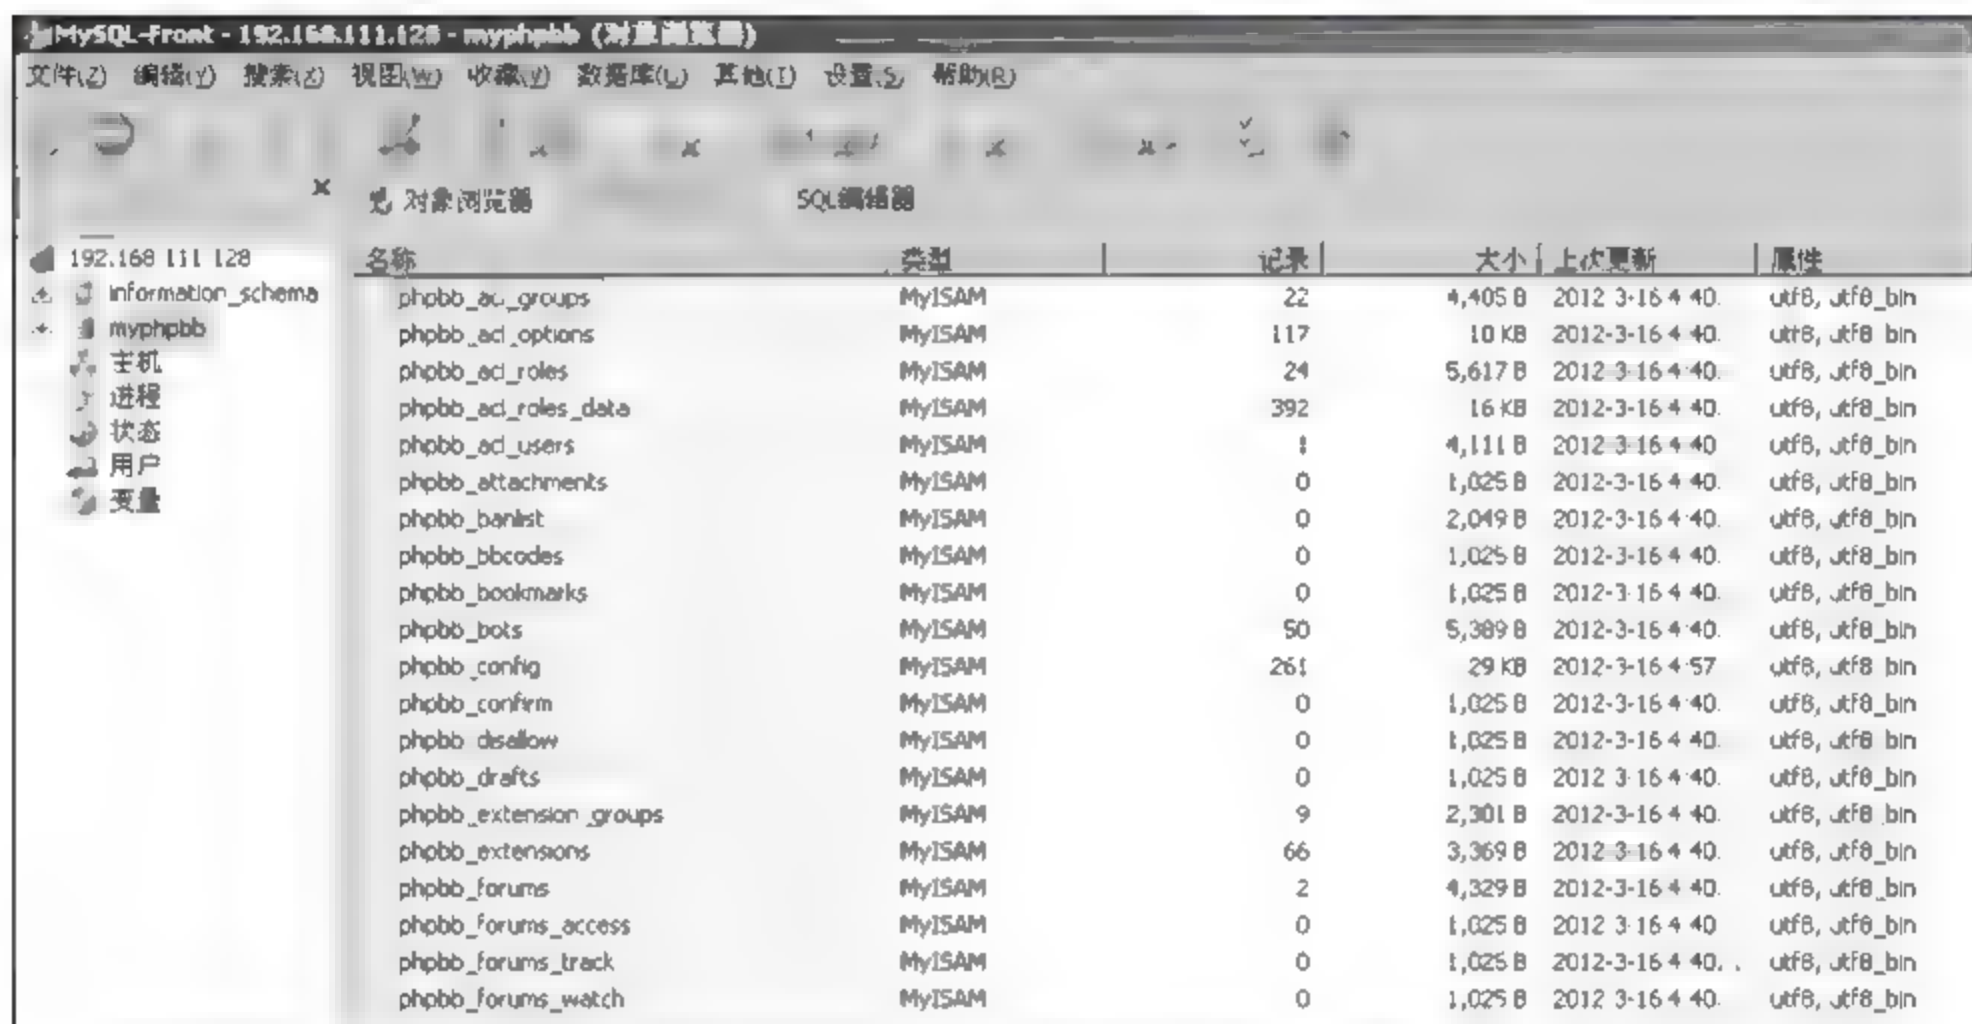 MySQL-Front - 192.168.111.128 - myphpbb (对象浏览器)
文件(Z) 编辑(Y) 搜索(X) 视图(W) 收藏(V) 数据库(U) 其他(T) 设置(S) 帮助(R)
对象浏览器 SQL编辑器
192.168.111.128
information_schema
myphpbb
主机
进程
状态
用户
变量
名称 类型 记录 大小 上次更新 属性
phpbb_acl_groups MyISAM 22 4,405 B 2012-3-16 4:40. utf8, utf8_bin
phpbb_acl_options MyISAM 117 10 KB 2012-3-16 4:40. utf8, utf8_bin
phpbb_acl_roles MyISAM 24 5,617 B 2012-3-16 4:40. utf8, utf8_bin
phpbb_acl_roles_data MyISAM 392 16 KB 2012-3-16 4:40. utf8, utf8_bin
phpbb_acl_users MyISAM 1 4,111 B 2012-3-16 4:40 utf8, utf8_bin
phpbb_attachments MyISAM 0 1,025 B 2012-3-16 4:40. utf8, utf8_bin
phpbb_banlist MyISAM 0 2,049 B 2012-3-16 4:40. utf8, utf8_bin
phpbb_bbcodes MyISAM 0 1,025 B 2012-3-16 4:40. utf8, utf8_bin
phpbb_bookmarks MyISAM 0 1,025 B 2012-3-16 4:40. utf8, utf8_bin
phpbb_bots MyISAM 50 5,389 B 2012-3-16 4:40. utf8, utf8_bin
phpbb_config MyISAM 261 29 KB 2012-3-16 4:57 utf8, utf8_bin
phpbb_confirm MyISAM 0 1,025 B 2012-3-16 4:40. utf8, utf8_bin
phpbb_disallow MyISAM 0 1,025 B 2012-3-16 4:40. utf8, utf8_bin
phpbb_drafts MyISAM 0 1,025 B 2012-3-16 4:40. utf8, utf8_bin
phpbb_extension_groups MyISAM 9 2,301 B 2012-3-16 4:40. utf8, utf8_bin
phpbb_extensions MyISAM 66 3,369 B 2012-3-16 4:40. utf8, utf8_bin
phpbb_forums MyISAM 2 4,329 B 2012-3-16 4:40. utf8, utf8_bin
phpbb_forums_access MyISAM 0 1,025 B 2012-3-16 4:40 utf8, utf8_bin
phpbb_forums_track MyISAM 0 1,025 B 2012-3-16 4:40.. utf8, utf8_bin
phpbb_forums_watch MyISAM 0 1,025 B 2012-3-16 4:40. utf8, utf8_bin